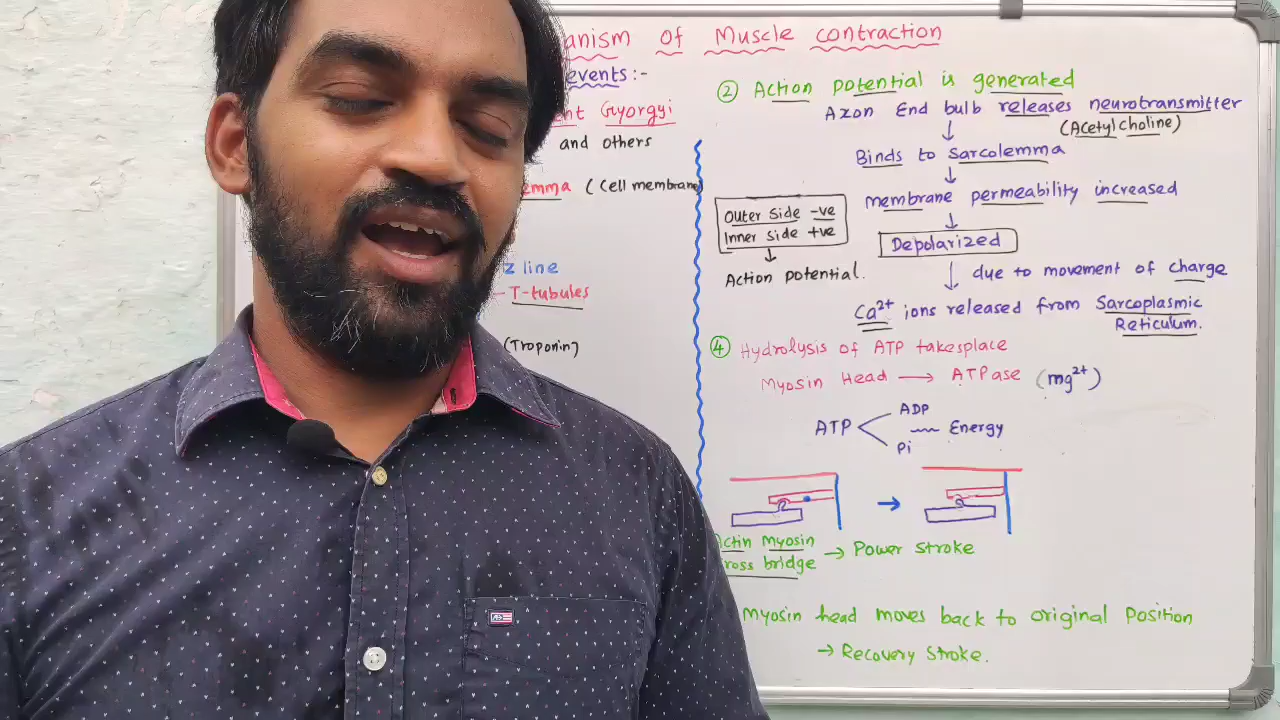 anism of Muscle contraction
events:-
ent Gyorgyi
and others
emma (Cell membrane)
z line
T-tubules
(Troponin)
② Action potential is generated
Axon End bulb releases neurotransmitter
(Acetylcholine)
↓
Binds to Sarcolemma
↓
membrane permeability increased
↓
Outer side -ve
Inner side +ve
↓
Action potential.
Depolarized
↓ due to movement of charge
Ca2+ ions released from Sarcoplasmic
Reticulum.
④ Hydrolysis of ATP takesplace
Myosin Head → ATPase (mg2+)
ATP < ADP
Pi
Energy
→
ctin Myosin
ross bridge → Power stroke
Myosin head moves back to original Position
→ Recovery stroke.